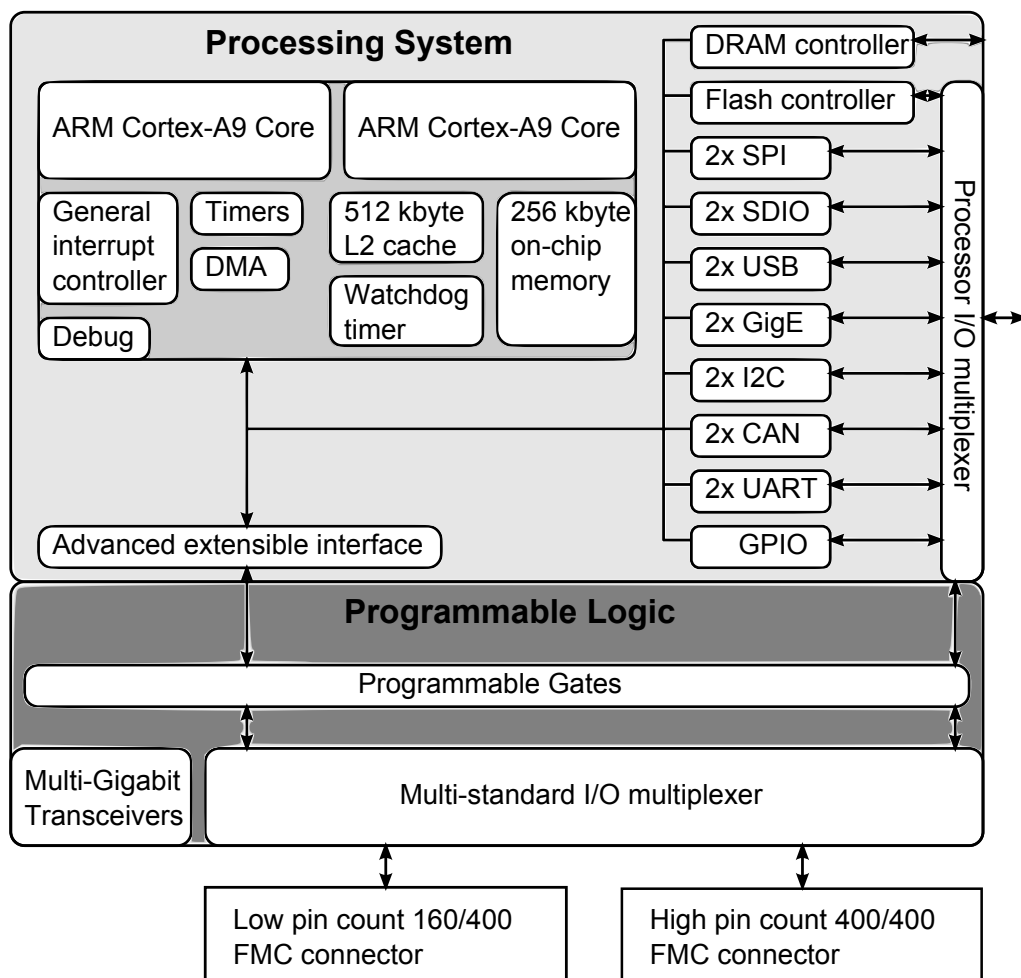 Processing System
DRAM controller
Flash controller
ARM Cortex-A9 Core
ARM Cortex-A9 Core
2x SPI
2x SDIO
2x USB
2x GigE
2x I2C
2x CAN
2x UART
GPIO
Processor I/O multiplexer
General
interrupt
controller
Timers
DMA
512 kbyte
L2 cache
Watchdog
timer
256 kbyte
on-chip
memory
Debug
Advanced extensible interface
Programmable Logic
Programmable Gates
Multi-Gigabit
Transceivers
Multi-standard I/O multiplexer
Low pin count 160/400
FMC connector
High pin count 400/400
FMC connector